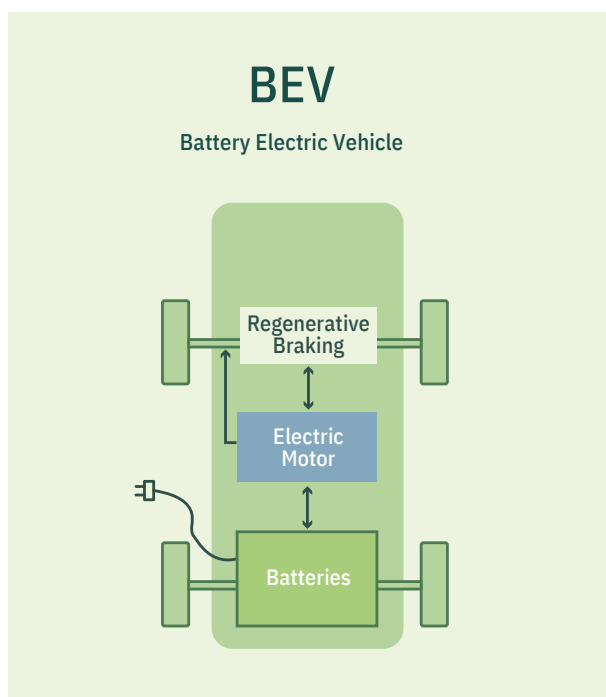 BEV
Battery Electric Vehicle
Regenerative
Braking
Electric
Motor
Batteries